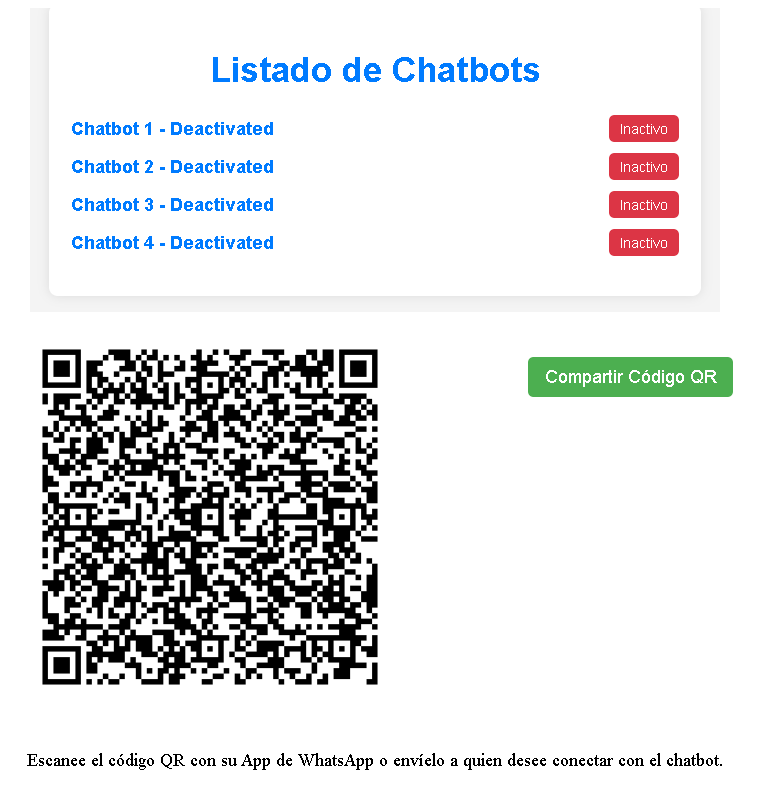 Listado de Chatbots
Chatbot 1 - Deactivated Inactivo
Chatbot 2 - Deactivated Inactivo
Chatbot 3 - Deactivated Inactivo
Chatbot 4 - Deactivated Inactivo
Compartir Código QR
Escanee el código QR con su App de WhatsApp o envíelo a quien desee conectar con el chatbot.